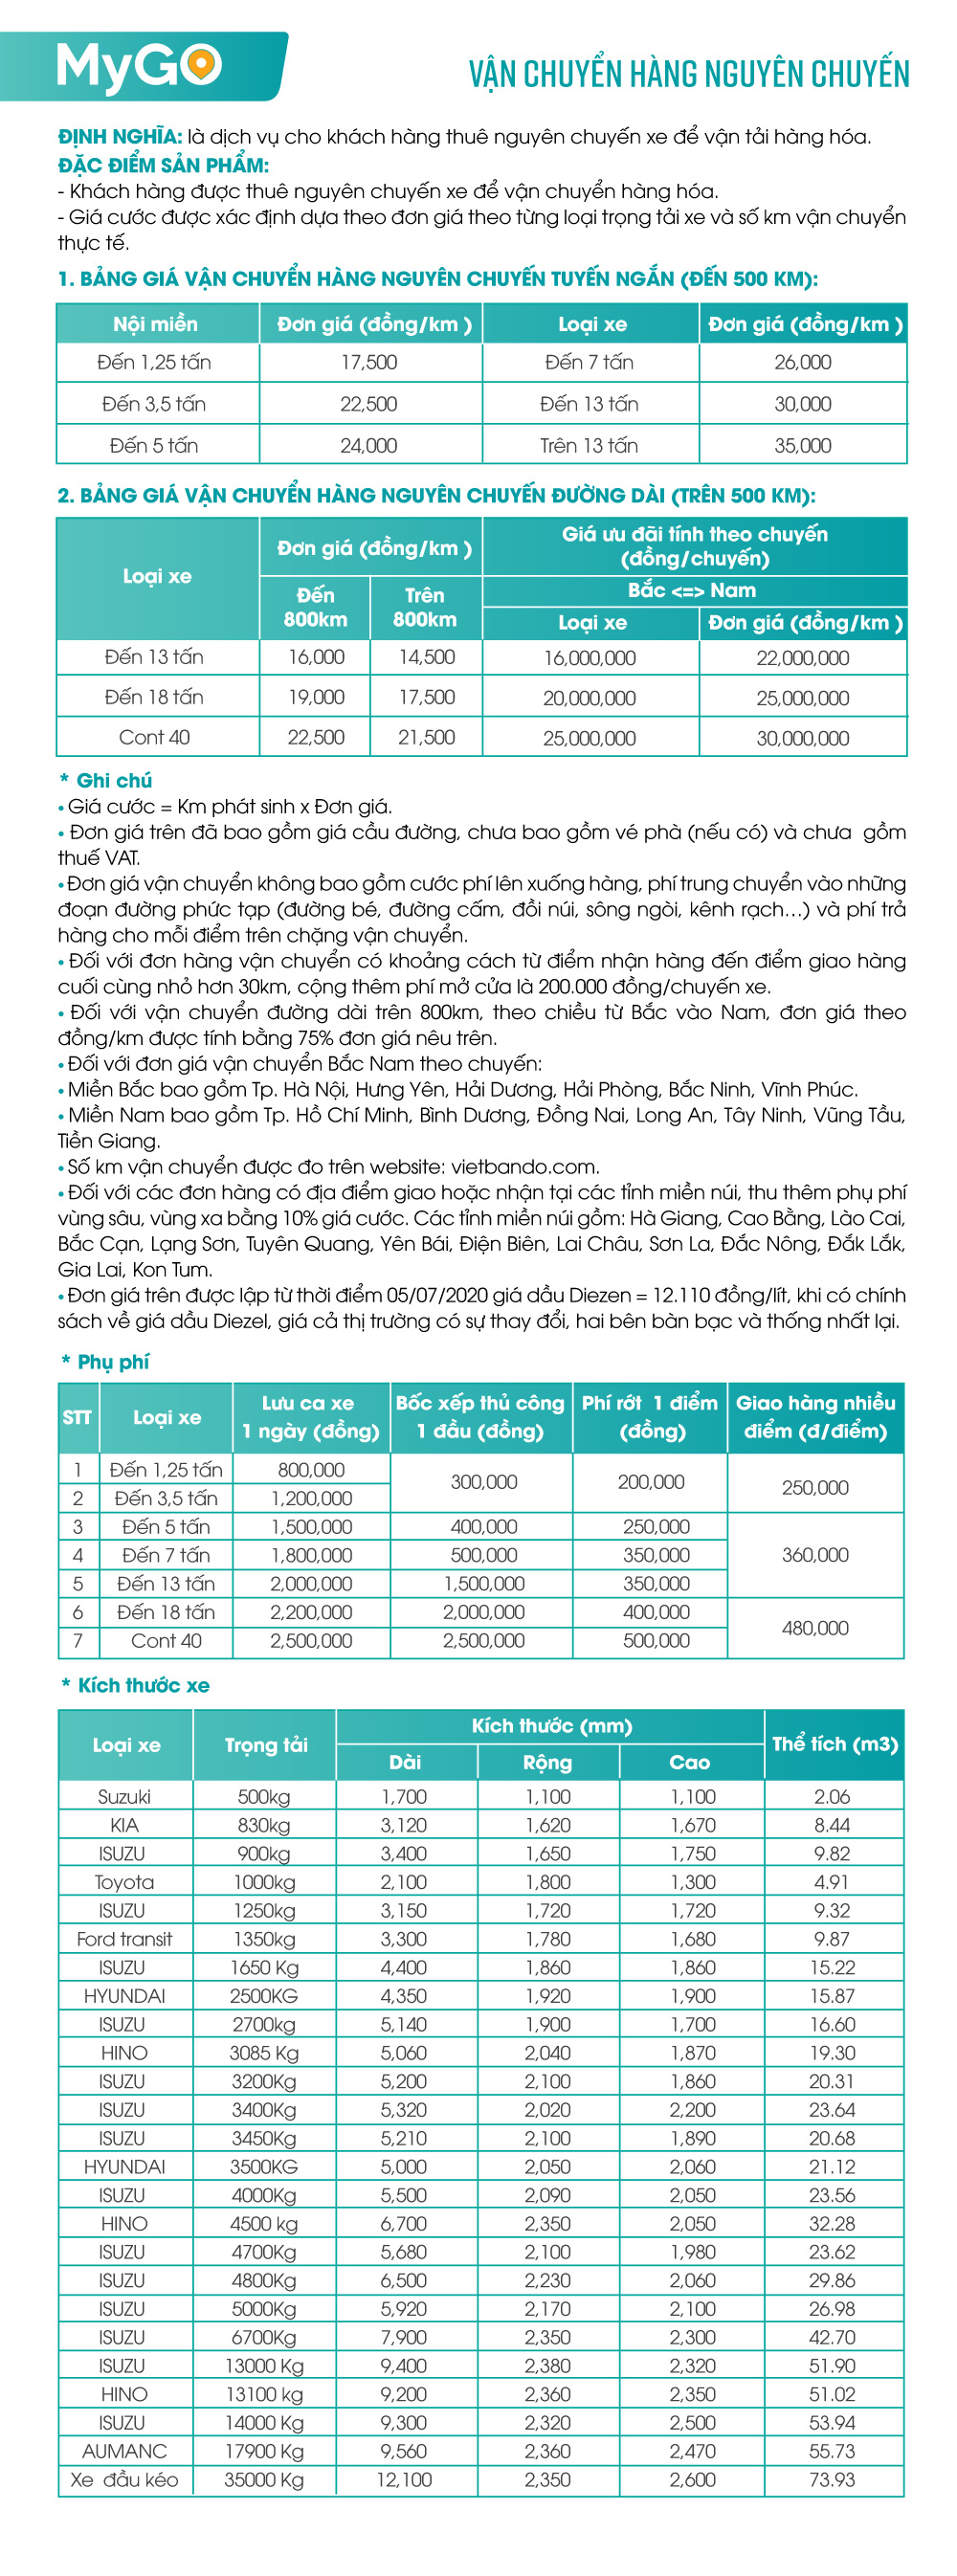 MyGO
VẬN CHUYỂN HÀNG NGUYÊN CHUYẾN
ĐỊNH NGHĨA: là dịch vụ cho khách hàng thuê nguyên chuyến xe để vận tải hàng hóa.
ĐẶC ĐIỂM SẢN PHẨM:
- Khách hàng được thuê nguyên chuyến xe để vận chuyển hàng hóa.
- Giá cước được xác định dựa theo đơn giá theo từng loại trọng tải xe và số km vận chuyển
thực tế.
1. BẢNG GIÁ VẬN CHUYỂN HÀNG NGUYÊN CHUYẾN TUYẾN NGẮN (ĐẾN 500 KM):
Nội miền Đơn giá (đồng/km ) Loại xe Đơn giá (đồng/km )
Đến 1,25 tấn 17,500 Đến 7 tấn 26,000
Đến 3,5 tấn 22,500 Đến 13 tấn 30,000
Đến 5 tấn 24,000 Trên 13 tấn 35,000
2. BẢNG GIÁ VẬN CHUYỂN HÀNG NGUYÊN CHUYẾN ĐƯỜNG DÀI (TRÊN 500 KM):
Loại xe
Đơn giá (đồng/km )
Giá ưu đãi tính theo chuyến
(đồng/chuyến)
Đến
800km
Trên
800km
Bắc <=> Nam
Loại xe Đơn giá (đồng/km )
Đến 13 tấn 16,000 14,500 16,000,000 22,000,000
Đến 18 tấn 19,000 17,500 20,000,000 25,000,000
Cont 40 22,500 21,500 25,000,000 30,000,000
* Ghi chú
• Giá cước = Km phát sinh x Đơn giá.
• Đơn giá trên đã bao gồm giá cầu đường, chưa bao gồm vé phà (nếu có) và chưa gồm
thuế VAT.
• Đơn giá vận chuyển không bao gồm cước phí lên xuống hàng, phí trung chuyển vào những
đoạn đường phức tạp (đường bé, đường cấm, đồi núi, sông ngòi, kênh rạch...) và phí trả
hàng cho mỗi điểm trên chặng vận chuyển.
• Đối với đơn hàng vận chuyển có khoảng cách từ điểm nhận hàng đến điểm giao hàng
cuối cùng nhỏ hơn 30km, cộng thêm phí mở cửa là 200.000 đồng/chuyến xe.
• Đối với vận chuyển đường dài trên 800km, theo chiều từ Bắc vào Nam, đơn giá theo
đồng/km được tính bằng 75% đơn giá nêu trên.
• Đối với đơn giá vận chuyển Bắc Nam theo chuyến:
• Miền Bắc bao gồm Tp. Hà Nội, Hưng Yên, Hải Dương, Hải Phòng, Bắc Ninh, Vĩnh Phúc.
• Miền Nam bao gồm Tp. Hồ Chí Minh, Bình Dương, Đồng Nai, Long An, Tây Ninh, Vũng Tầu,
Tiền Giang.
• Số km vận chuyển được đo trên website: vietbando.com.
• Đối với các đơn hàng có địa điểm giao hoặc nhận tại các tỉnh miền núi, thu thêm phụ phí
vùng sâu, vùng xa bằng 10% giá cước. Các tỉnh miền núi gồm: Hà Giang, Cao Bằng, Lào Cai,
Bắc Cạn, Lạng Sơn, Tuyên Quang, Yên Bái, Điện Biên, Lai Châu, Sơn La, Đắc Nông, Đắk Lắk,
Gia Lai, Kon Tum.
• Đơn giá trên được lập từ thời điểm 05/07/2020 giá dầu Diezen = 12.110 đồng/lít, khi có chính
sách về giá dầu Diezel, giá cả thị trường có sự thay đổi, hai bên bàn bạc và thống nhất lại.
* Phụ phí
STT Loại xe
Lưu ca xe
1 ngày (đồng)
Bốc xếp thủ công
1 đầu (đồng)
Phí rớt 1 điểm
(đồng)
Giao hàng nhiều
điểm (đ/điểm)
1 Đến 1,25 tấn 800,000
300,000 200,000 250,000
2 Đến 3,5 tấn 1,200,000
3 Đến 5 tấn 1,500,000 400,000 250,000
4 Đến 7 tấn 1,800,000 500,000 350,000 360,000
5 Đến 13 tấn 2,000,000 1,500,000 350,000
6 Đến 18 tấn 2,200,000 2,000,000 400,000
480,000
7 Cont 40 2,500,000 2,500,000 500,000
* Kích thước xe
Loại xe Trọng tải
Kích thước (mm)
Thể tích (m3)
Dài Rộng Cao
Suzuki 500kg 1,700 1,100 1,100 2.06
KIA 830kg 3,120 1,620 1,670 8.44
ISUZU 900kg 3,400 1,650 1,750 9.82
Toyota 1000kg 2,100 1,800 1,300 4.91
ISUZU 1250kg 3,150 1,720 1,720 9.32
Ford transit 1350kg 3,300 1,780 1,680 9.87
ISUZU 1650 Kg 4,400 1,860 1,860 15.22
HYUNDAI 2500KG 4,350 1,920 1,900 15.87
ISUZU 2700kg 5,140 1,900 1,700 16.60
HINO 3085 Kg 5,060 2,040 1,870 19.30
ISUZU 3200Kg 5,200 2,100 1,860 20.31
ISUZU 3400Kg 5,320 2,020 2,200 23.64
ISUZU 3450Kg 5,210 2,100 1,890 20.68
HYUNDAI 3500KG 5,000 2,050 2,060 21.12
ISUZU 4000Kg 5,500 2,090 2,050 23.56
HINO 4500 kg 6,700 2,350 2,050 32.28
ISUZU 4700Kg 5,680 2,100 1,980 23.62
ISUZU 4800Kg 6,500 2,230 2,060 29.86
ISUZU 5000Kg 5,920 2,170 2,100 26.98
ISUZU 6700Kg 7,900 2,350 2,300 42.70
ISUZU 13000 Kg 9,400 2,380 2,320 51.90
HINO 13100 kg 9,200 2,360 2,350 51.02
ISUZU 14000 Kg 9,300 2,320 2,500 53.94
AUMANC 17900 Kg 9,560 2,360 2,470 55.73
Xe đầu kéo 35000 Kg 12,100 2,350 2,600 73.93